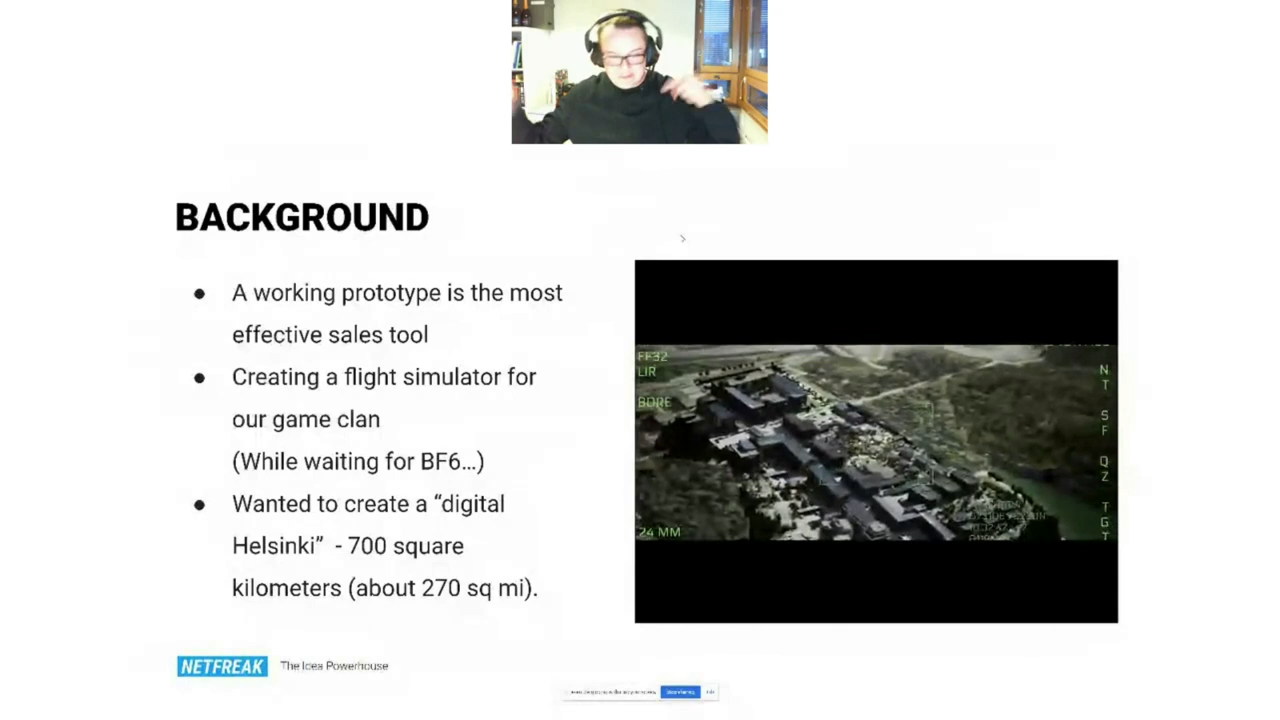 BACKGROUND
● A working prototype is the most
effective sales tool
● Creating a flight simulator for
our game clan
(While waiting for BF6...)
● Wanted to create a “digital
Helsinki” - 700 square
kilometers (about 270 sq mi).
FF32
LIR
BORE
24 MM
N
T
S
F
Q
Z
T
G
T
NETFREAK The Idea Powerhouse